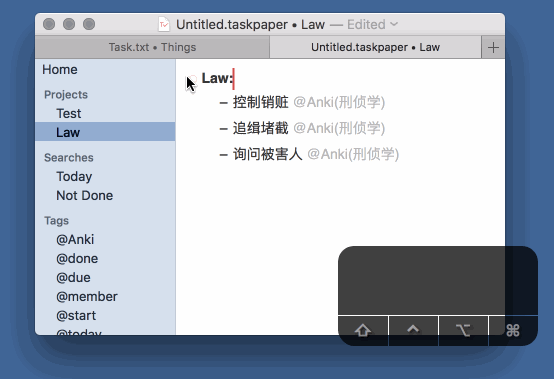 Untitled.taskpaper • Law — Edited
Task.txt • Things
Untitled.taskpaper • Law
+
Home
Projects
Test
Law
Searches
Today
Not Done
Tags
@Anki
@done
@due
@member
@start
@today
Law:
– 控制销赃 @Anki(刑侦学)
– 追缉堵截 @Anki(刑侦学)
– 询问被害人 @Anki(刑侦学)
⇧ ⌃ ⌥ ⌘